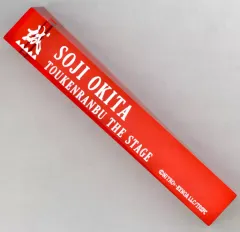 SOJI OKITA
TOUKENRANBU THE STAGE